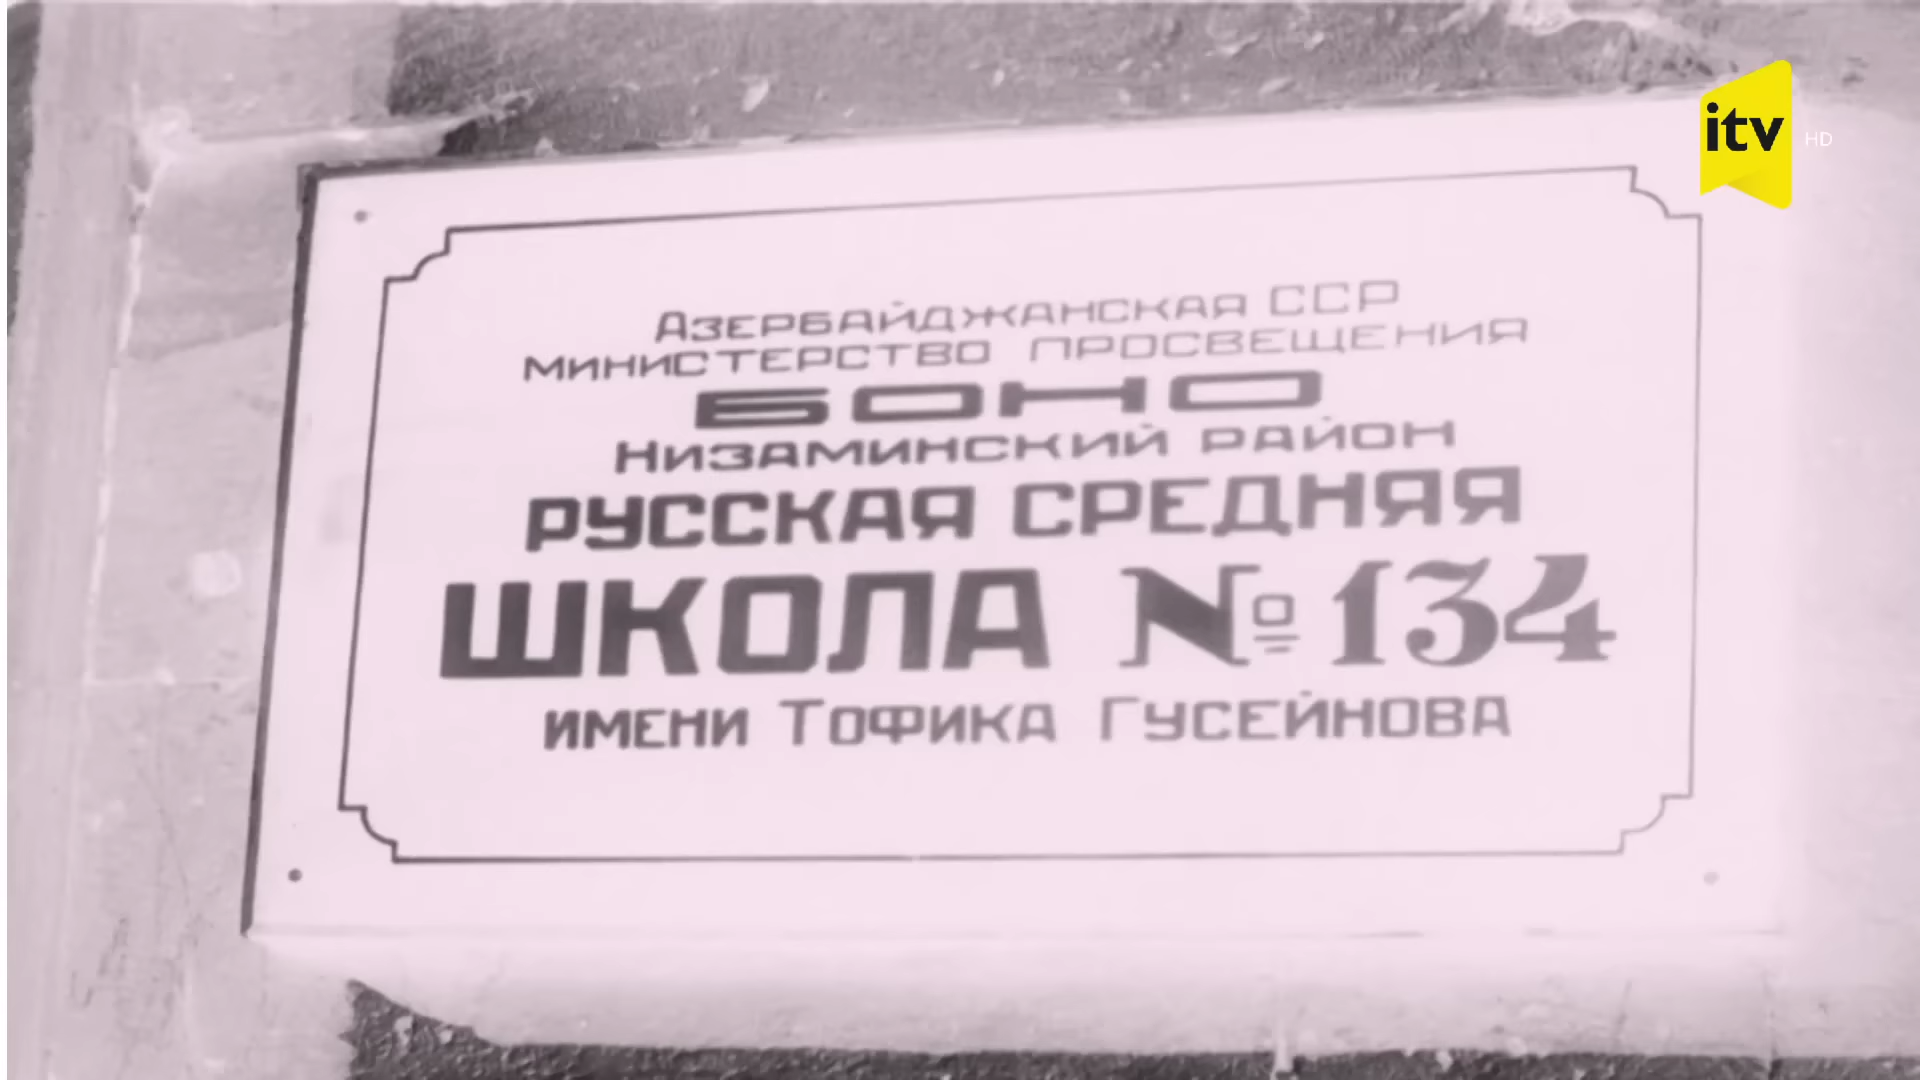 itv HD
Азербайджанская ССР
Министерство просвещения
БОНО
Низаминский район
РУССКАЯ СРЕДНЯЯ
ШКОЛА № 134
имени Тофика Гусейнова